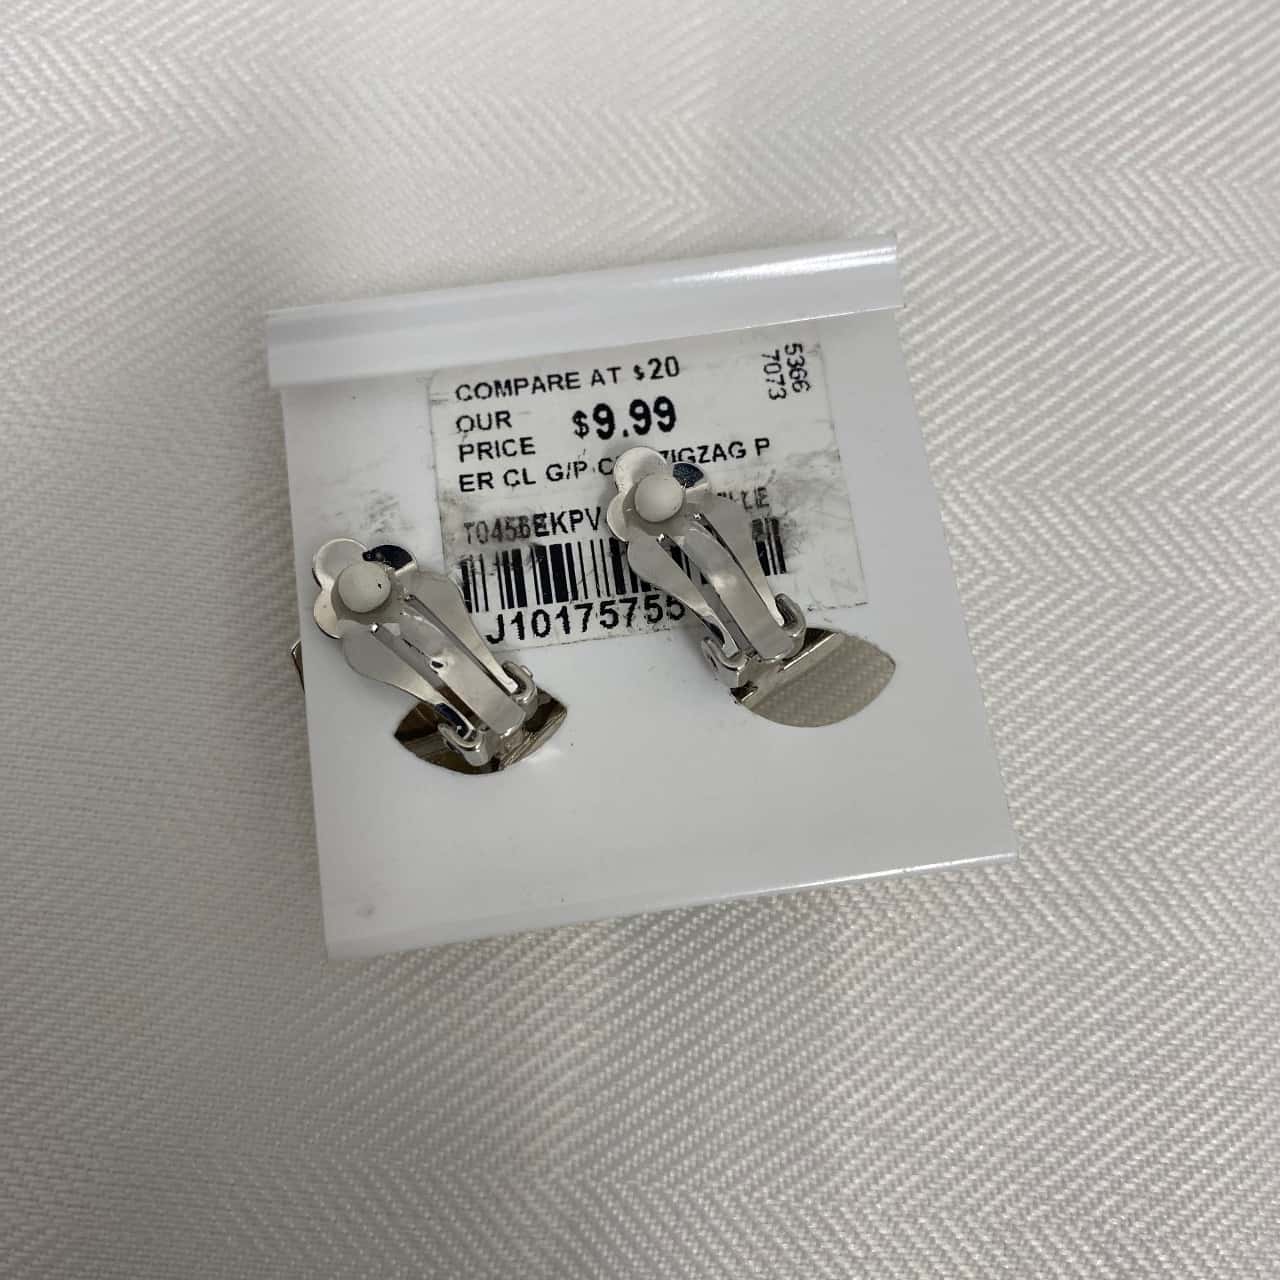 COMPARE AT $20
OUR PRICE $9.99
ER CL G/P ZIGZAG P
J10175755
5366
7073